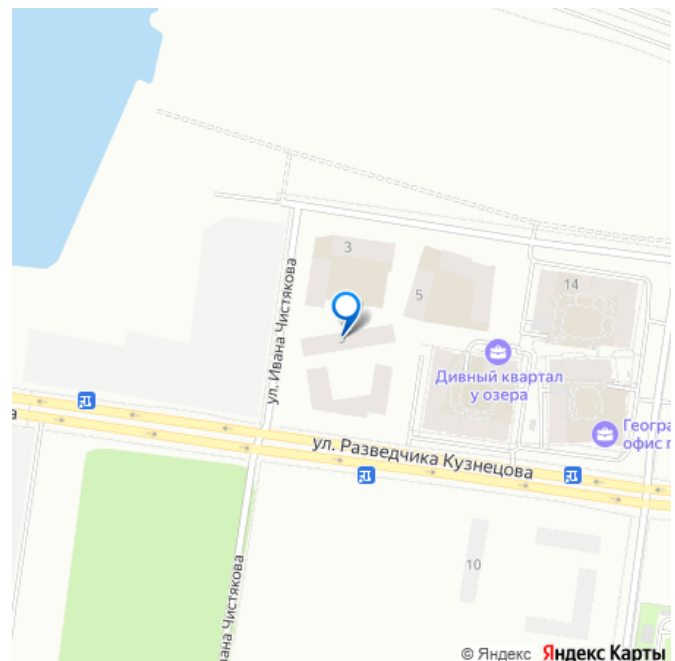 3
5
14
ул. Ивана Чистякова
Дивный квартал
у озера
Геогра
офис г
а
ул. Разведчика Кузнецова
10
вана Чистякова
© Яндекс Яндекс Карты